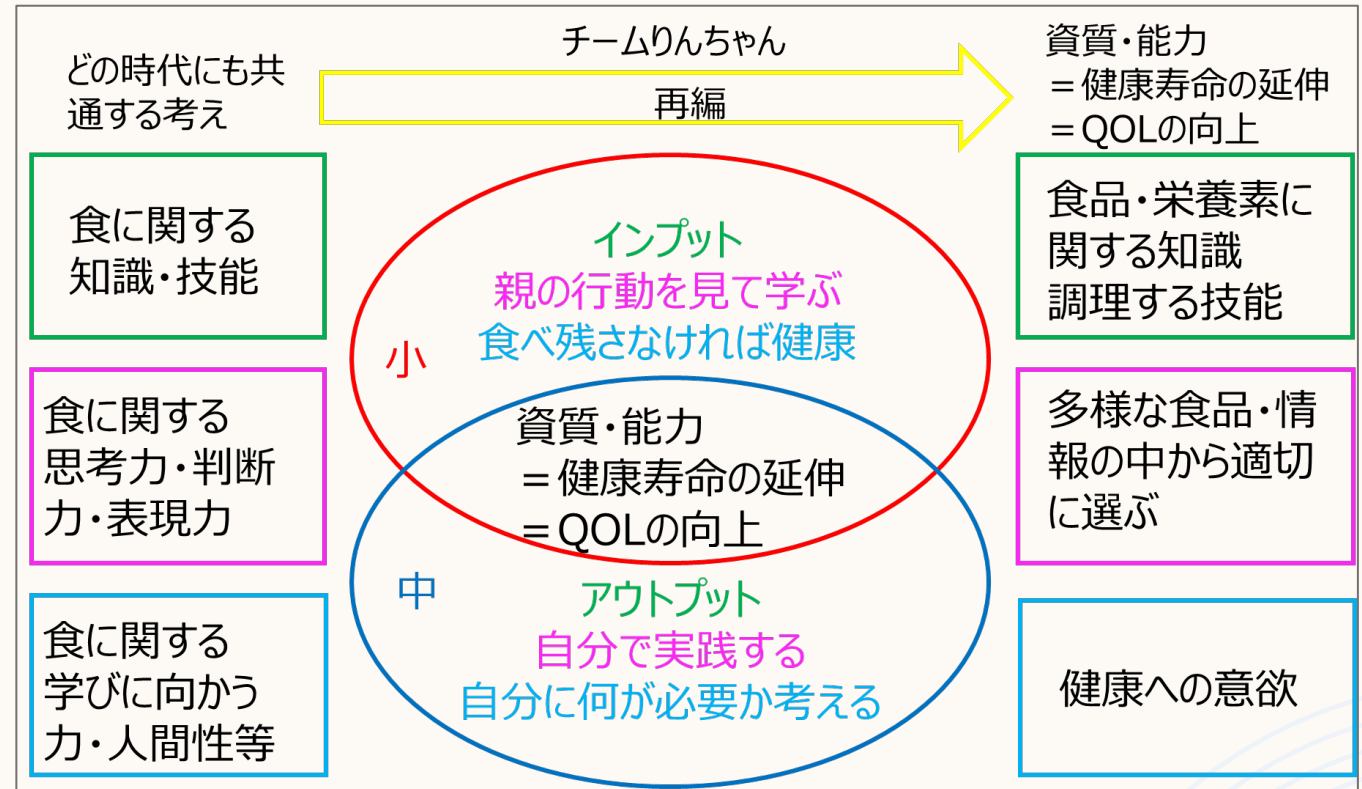 どの時代にも共
通する考え
チームりんちゃん
再編
資質・能力
＝健康寿命の延伸
＝QOLの向上
食に関する
知識・技能
食に関する
思考力・判断
力・表現力
食に関する
学びに向かう
力・人間性等
小
インプット
親の行動を見て学ぶ
食べ残さなければ健康
資質・能力
＝健康寿命の延伸
＝QOLの向上
中
アウトプット
自分で実践する
自分に何が必要か考える
食品・栄養素に
関する知識
調理する技能
多様な食品・情
報の中から適切
に選ぶ
健康への意欲